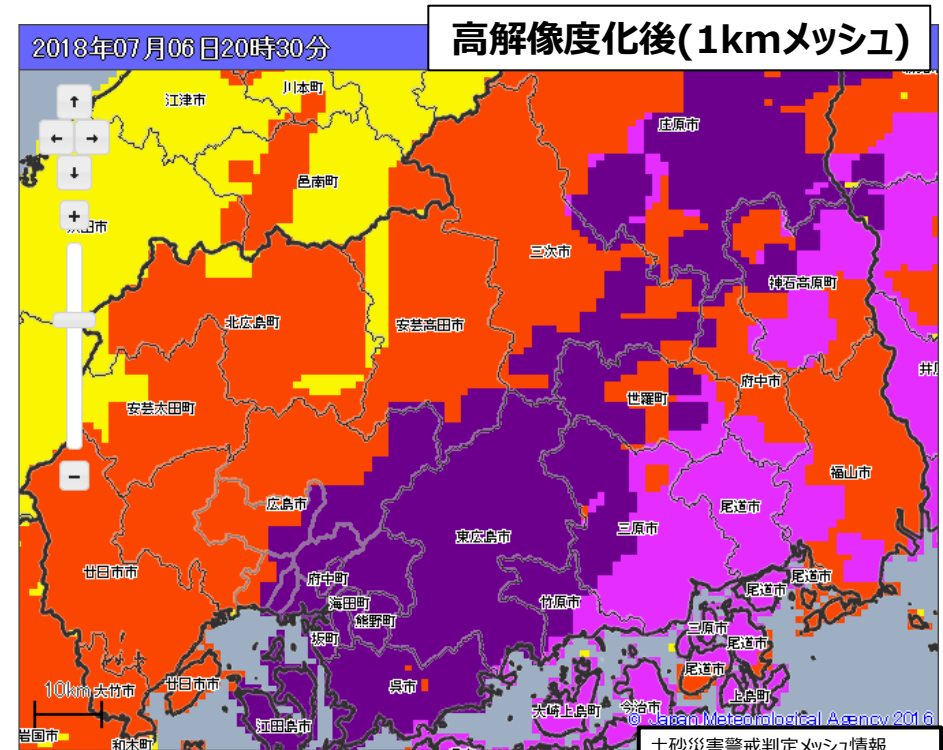 高解像度化後(1kmメッシュ)
2018年07月06日20時30分
川本町
江津市
庄原市
邑南町
三次市
神石高原町
北広島町
安芸高田市
井原
府中市
世羅町
安芸太田町
福山市
広島市
尾道市
三原市
東広島市
廿日市市
府中町
尾道市
尾道市
海田町
竹原市
熊野町
三原市
坂町
尾道市
尾道市
廿日市市
呉市
10km
大竹市
上島町
今治市
大崎上島町
江田島市
© Japan Meteorological Agency 2016
岩国市
和木町
土砂災害警戒判定メッシュ情報